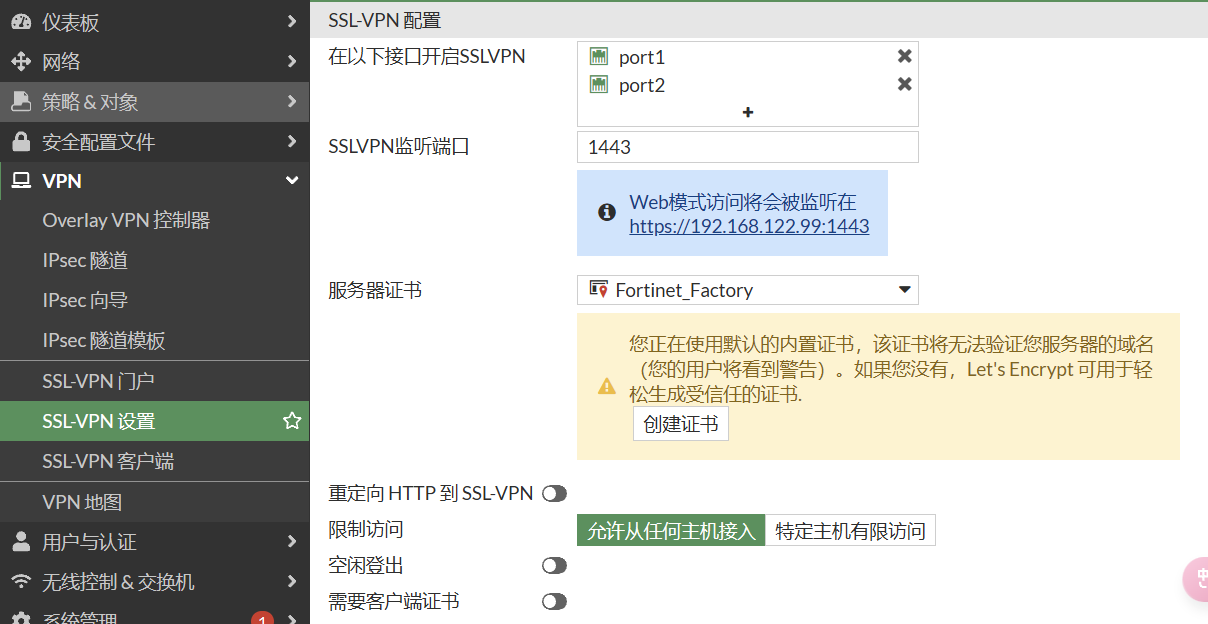 仪表板
网络
策略 & 对象
安全配置文件
VPN
Overlay VPN 控制器
IPsec 隧道
IPsec 向导
IPsec 隧道模板
SSL-VPN 门户
SSL-VPN 设置
SSL-VPN 客户端
VPN 地图
用户与认证
无线控制 & 交换机
系统管理
1
SSL-VPN 配置
在以下接口开启SSLVPN
port1
port2
SSLVPN监听端口
1443
Web模式访问将会被监听在
https://192.168.122.99:1443
服务器证书
Fortinet_Factory
您正在使用默认的内置证书，该证书将无法验证您服务器的域名
（您的用户将看到警告）。如果您没有，Let's Encrypt 可用于轻
松生成受信任的证书.
创建证书
重定向 HTTP 到 SSL-VPN
限制访问
允许从任何主机接入
特定主机有限访问
空闲登出
需要客户端证书